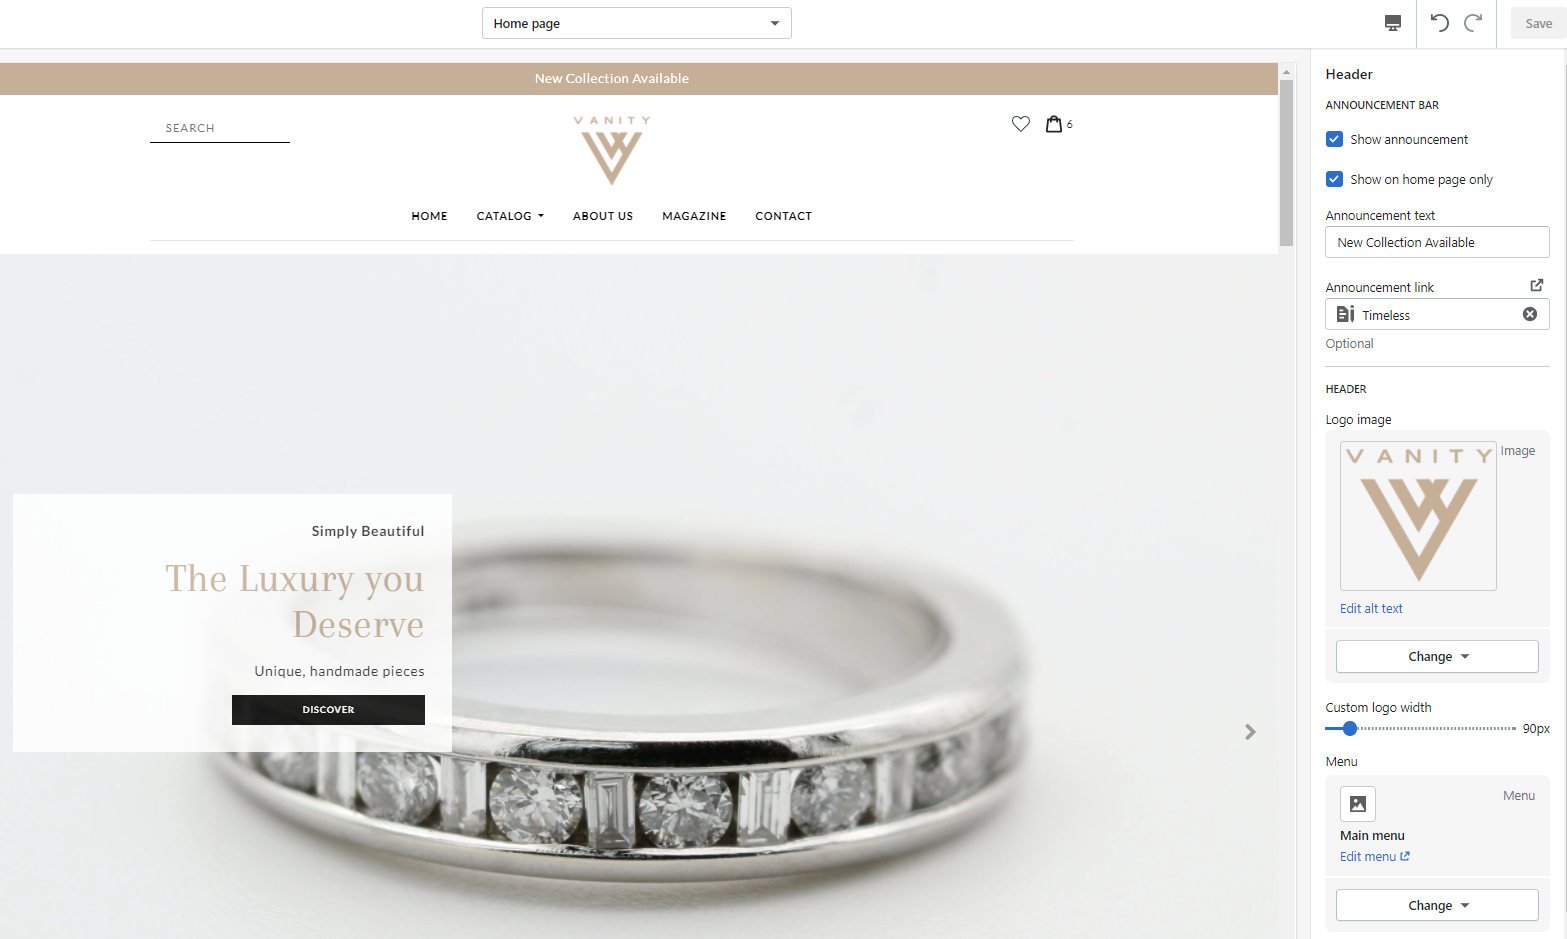 Home page
Save
New Collection Available
SEARCH
VANITY
6
HOME
CATALOG
ABOUT US
MAGAZINE
CONTACT
Simply Beautiful
The Luxury you
Deserve
Unique, handmade pieces
DISCOVER
Header
ANNOUNCEMENT BAR
Show announcement
Show on home page only
Announcement text
New Collection Available
Announcement link
Timeless
Optional
HEADER
Logo image
VANITY
Image
Edit alt text
Change
Custom logo width
90px
Menu
Menu
Main menu
Edit menu
Change